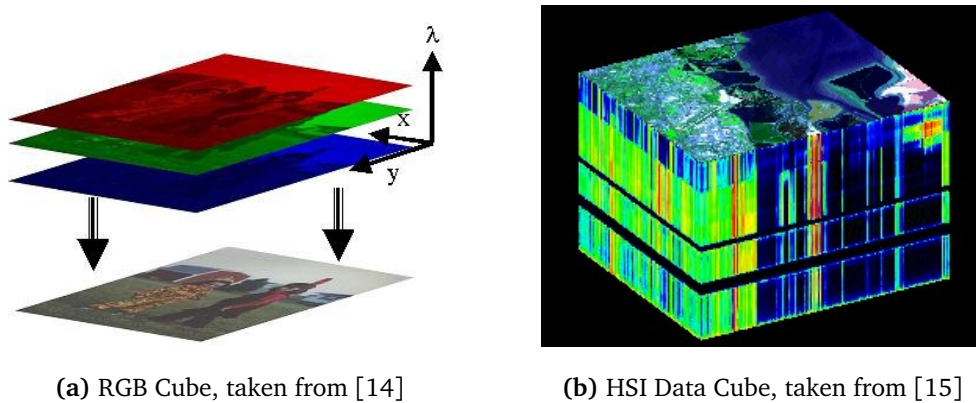 λ
x
y
(a) RGB Cube, taken from [14]
(b) HSI Data Cube, taken from [15]